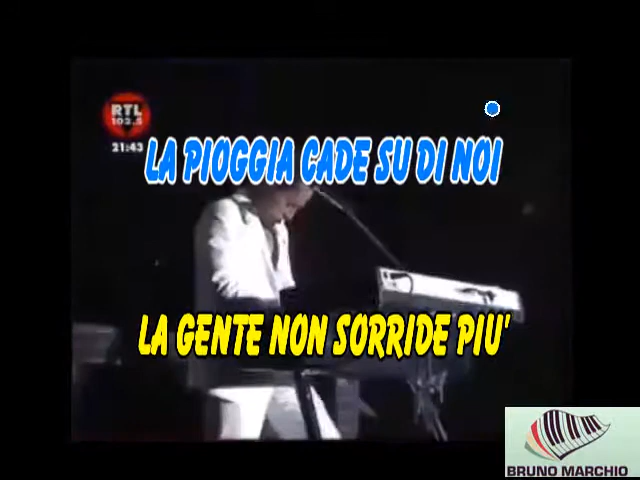 RTL
102.5
21:43
LA PIOGGIA CADE SU DI NOI
LA GENTE NON SORRIDE PIU'
BRUNO MARCHIO